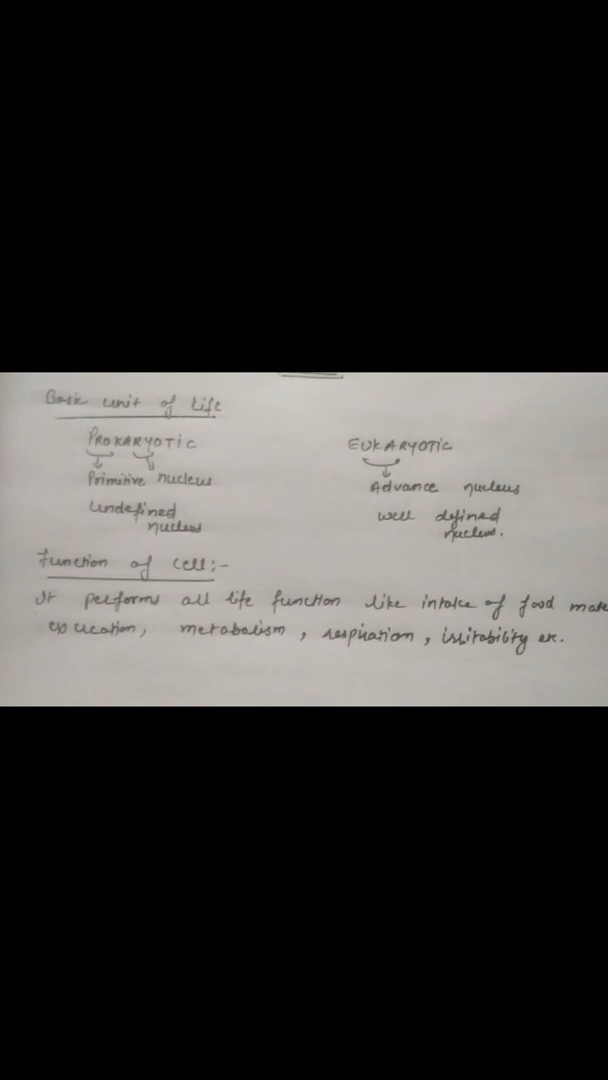 Basic unit of life
PROKARYOTIC EUKARYOTIC
Primitive nucleus Advance nucleus
Undefined nucleus well defined nucleus.
Function of cell:-
It performs all life function like intake of food mate
metabolism, respiration, irritability etc.